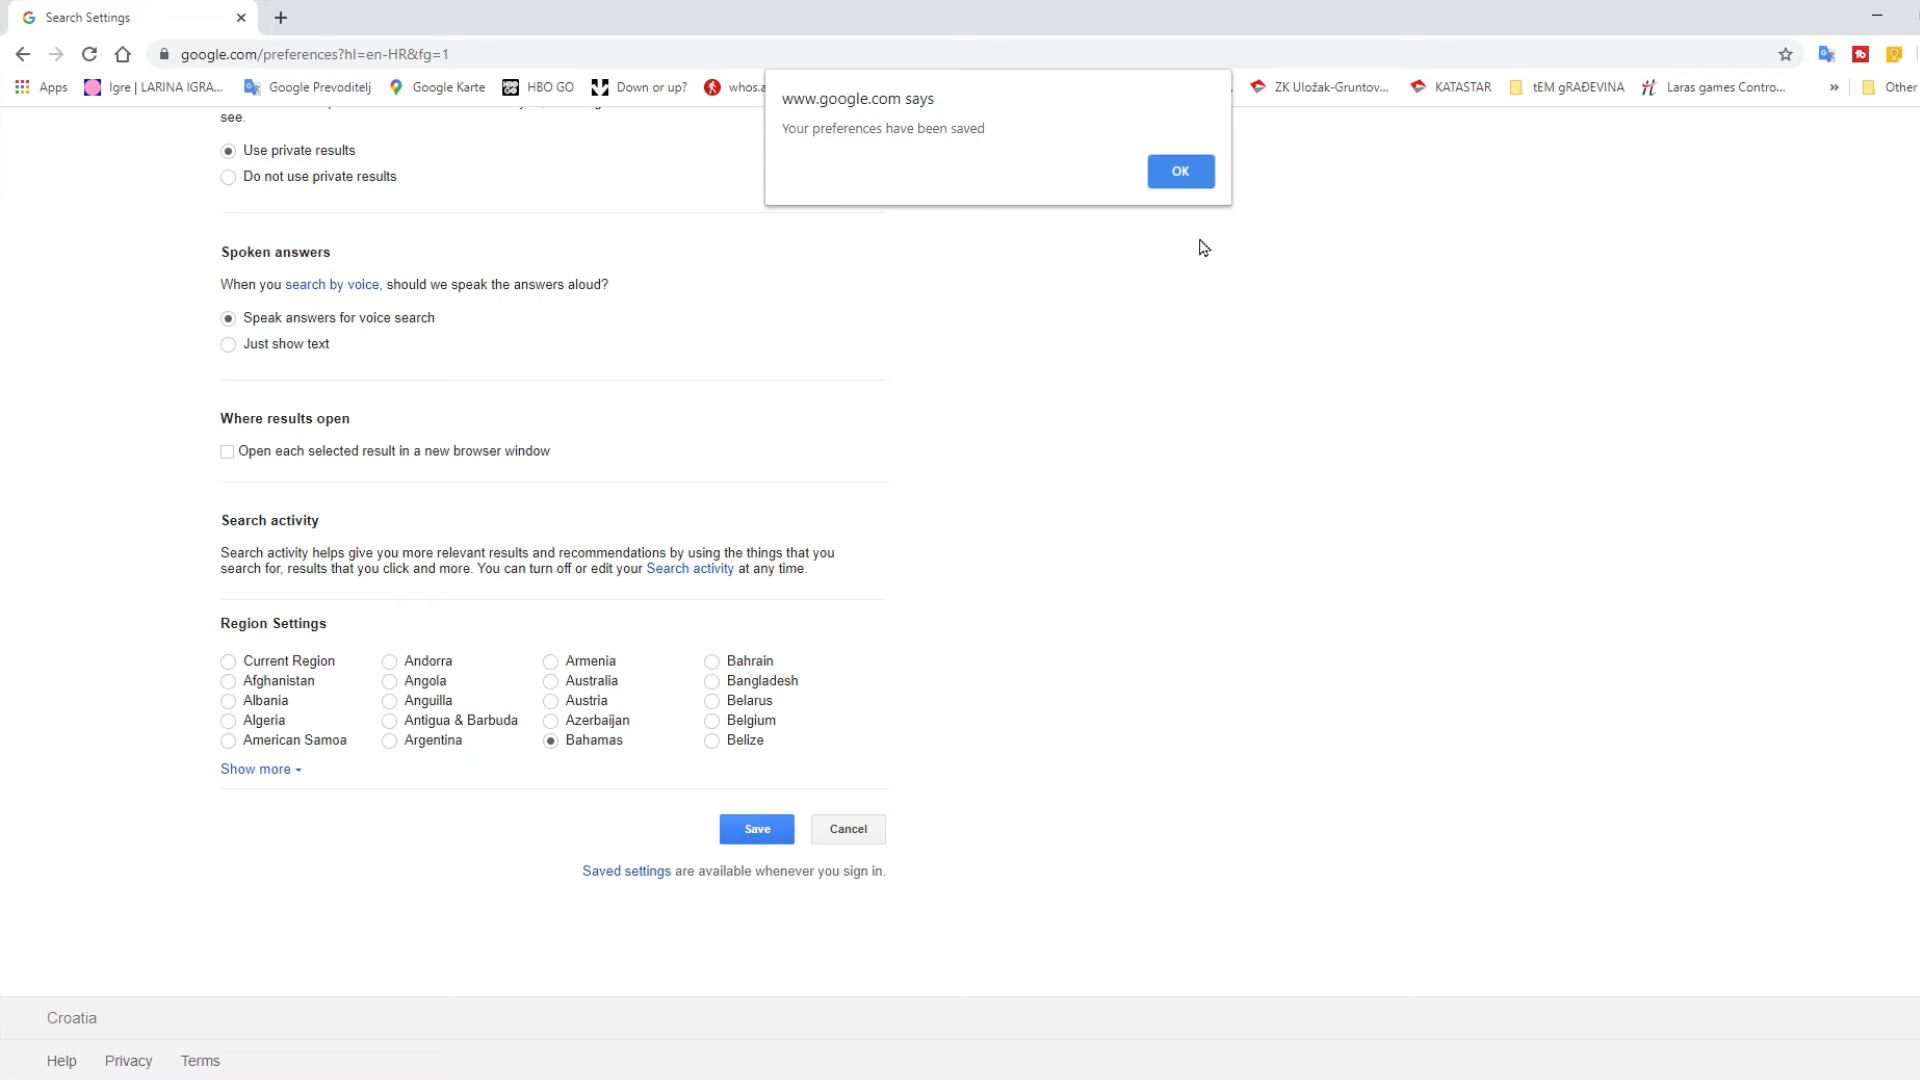 Search Settings
google.com/preferences?hl=en-HR&fg=1
Apps Igre | LARINA IGRA... Google Prevoditelj Google Karte HBO GO Down or up? whos.a ZK Uložak-Gruntov... KATASTAR tEM gRAĐEVINA Laras games Contro... » Other
www.google.com says
Your preferences have been saved
OK
see.
Use private results
Do not use private results
Spoken answers
When you search by voice, should we speak the answers aloud?
Speak answers for voice search
Just show text
Where results open
Open each selected result in a new browser window
Search activity
Search activity helps give you more relevant results and recommendations by using the things that you
search for, results that you click and more. You can turn off or edit your Search activity at any time.
Region Settings
Current Region Andorra Armenia Bahrain
Afghanistan Angola Australia Bangladesh
Albania Anguilla Austria Belarus
Algeria Antigua & Barbuda Azerbaijan Belgium
American Samoa Argentina Bahamas Belize
Show more
Save Cancel
Saved settings are available whenever you sign in.
Croatia
Help Privacy Terms